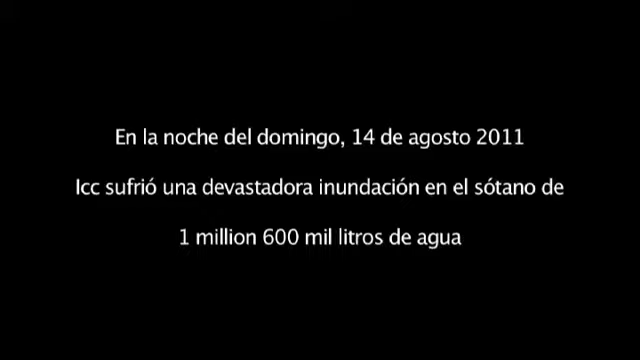 En la noche del domingo, 14 de agosto 2011
Icc sufrió una devastadora inundación en el sótano de
1 million 600 mil litros de agua